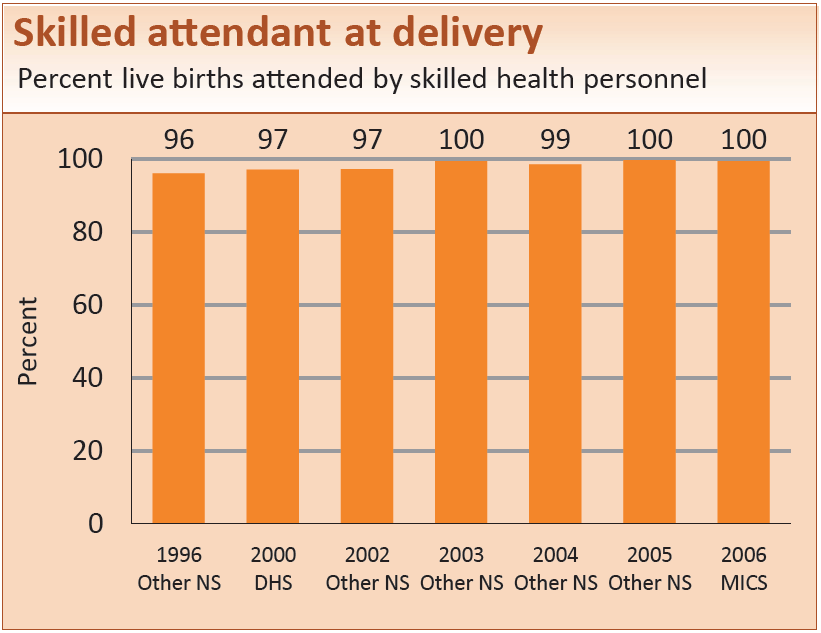 Skilled attendant at delivery
Percent live births attended by skilled health personnel
96 97 97 100 99 100 100
100
80
60
40
20
0
Percent
1996 2000 2002 2003 2004 2005 2006
Other NS DHS Other NS Other NS Other NS Other NS MICS